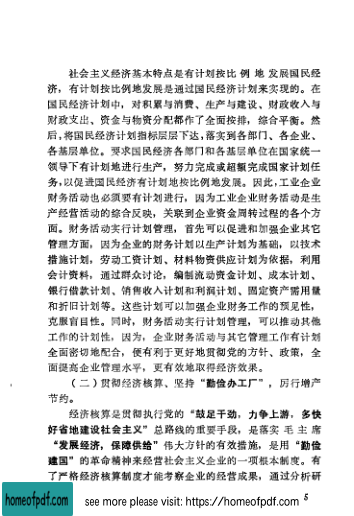 社会主义经济基本特点是有计划按比 例 地 发展国民经
济，有计划按比例地发展是通过国民经济计划来实现的。在
国民经济计划中，对积累与消费、生产与建设、财政收入与
财政支出、资金与物资分配都作了全面按排，综合平衡。然
后，将国民经济计划指标层层下达，落实到各部门、各企业、
各基层单位。要求国民经济各部门和各基层单位在国家统一
领导下有计划地进行生产，努力完成或超额完成国家计划任
务，以促进国民经济有计划地按比例地发展。因此，工业企业
财务活动也必须要有计划进行，因为工业企业财务活动是生
产经营活动的综合反映，关联到企业资金周转过程的各个方
面。财务活动实行计划管理，首先可以促进和加强企业其它
管理方面，因为企业的财务计划以生产计划为基础，以技术
措施计划，劳动工资计划、材料物资供应计划为依据，利用
会计资料，通过群众讨论，编制流动资金计划、成本计划、
银行借款计划、销售收入计划和利润计划、固定资产需用量
和折旧计划等。这些计划可以加强企业财务工作的预见性，
克服盲目性。同时，财务活动实行计划管理，可以推动其他
工作的计划性，因为，企业财务活动与其它管理工作有计划
全面密切地配合，便有利于更好地贯彻党的方针、政策，全
面提高企业管理水平，更有效地取得经济效果。
（二）贯彻经济核算、坚持“勤俭办工厂”，厉行增产
节约。
经济核算是贯彻执行党的“鼓足干劲，力争上游，多快
好省地建设社会主义”总路线的重要手段，是落实 毛 主 席
“发展经济，保障供给”伟大方针的有效措施，是用“勤俭
建国”的革命精神来经营社会主义企业的一项根本制度。有
了严格经济核算制度才能考察企业的经营成果，通过分析研
5
homeofpdf.com
see more please visit: https://homeofpdf.com